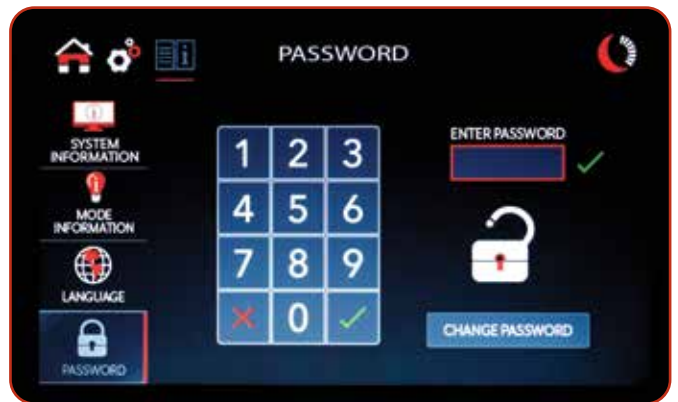 PASSWORD
SYSTEM
INFORMATION
MODE
INFORMATION
LANGUAGE
PASSWORD
1 2 3
4 5 6
7 8 9
0
ENTER PASSWORD
CHANGE PASSWORD